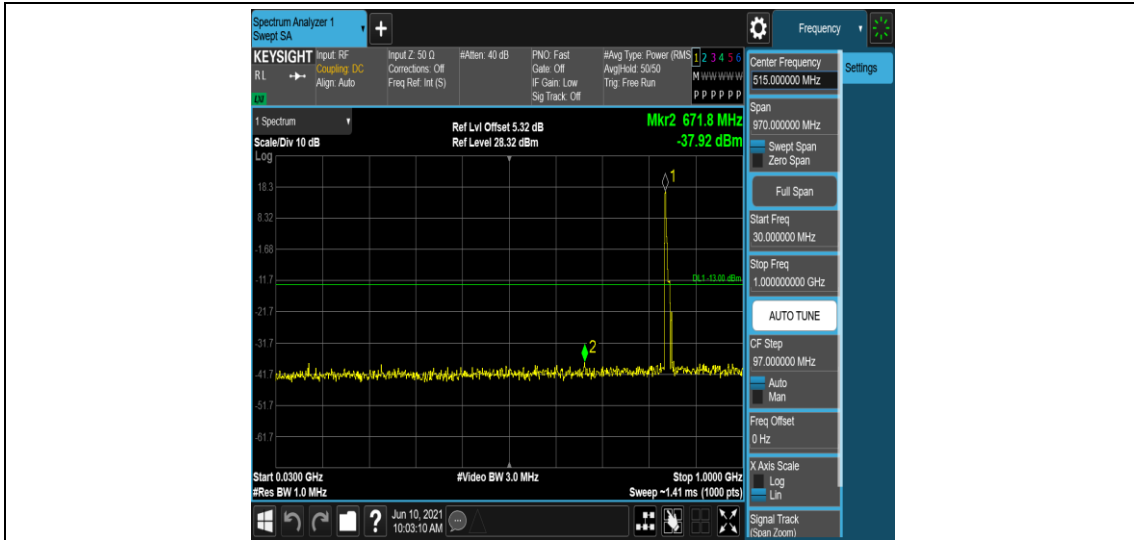 Spectrum Analyzer 1
Swept SA
+
Frequency
KEYSIGHT
RL
Input: RF
Coupling: DC
Align: Auto
Input Z: 50 Ω
Corrections: Off
Freq Ref: Int (S)
#Atten: 40 dB
PNO: Fast
Gate: Off
IF Gain: Low
Sig Track: Off
#Avg Type: Power (RMS
Avg|Hold: 50/50
Trig: Free Run
1 2 3 4 5 6
M W W W W W
P P P P P P
Center Frequency
515.000000 MHz
Settings
Span
970.000000 MHz
Swept Span
Zero Span
Full Span
Start Freq
30.000000 MHz
Stop Freq
1.000000000 GHz
AUTO TUNE
CF Step
97.000000 MHz
Auto
Man
Freq Offset
0 Hz
X Axis Scale
Log
Lin
Signal Track
(Span Zoom)
1 Spectrum
Scale/Div 10 dB
Log
Ref Lvl Offset 5.32 dB
Ref Level 28.32 dBm
Mkr2 671.8 MHz
-37.92 dBm
1
18.3
8.32
-1.68
-11.7
DL1 -13.00 dBm
-21.7
-31.7
2
-41.7
-51.7
-61.7
Start 0.0300 GHz
#Video BW 3.0 MHz
Stop 1.0000 GHz
#Res BW 1.0 MHz
Sweep ~1.41 ms (1000 pts)
?
Jun 10, 2021
10:03:10 AM